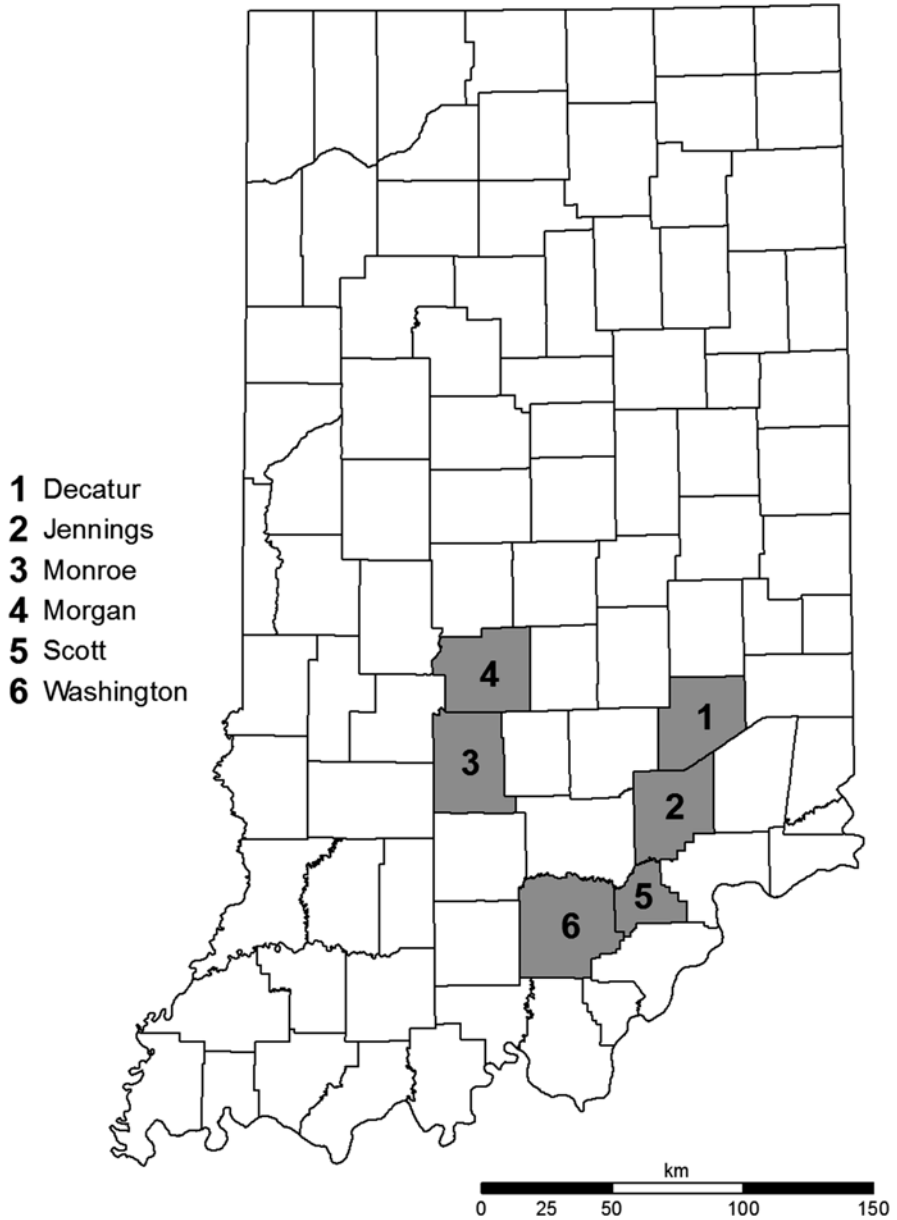 1 Decatur
2 Jennings
3 Monroe
4 Morgan
5 Scott
6 Washington
4
1
3
2
5
6
km
0 25 50 100 150